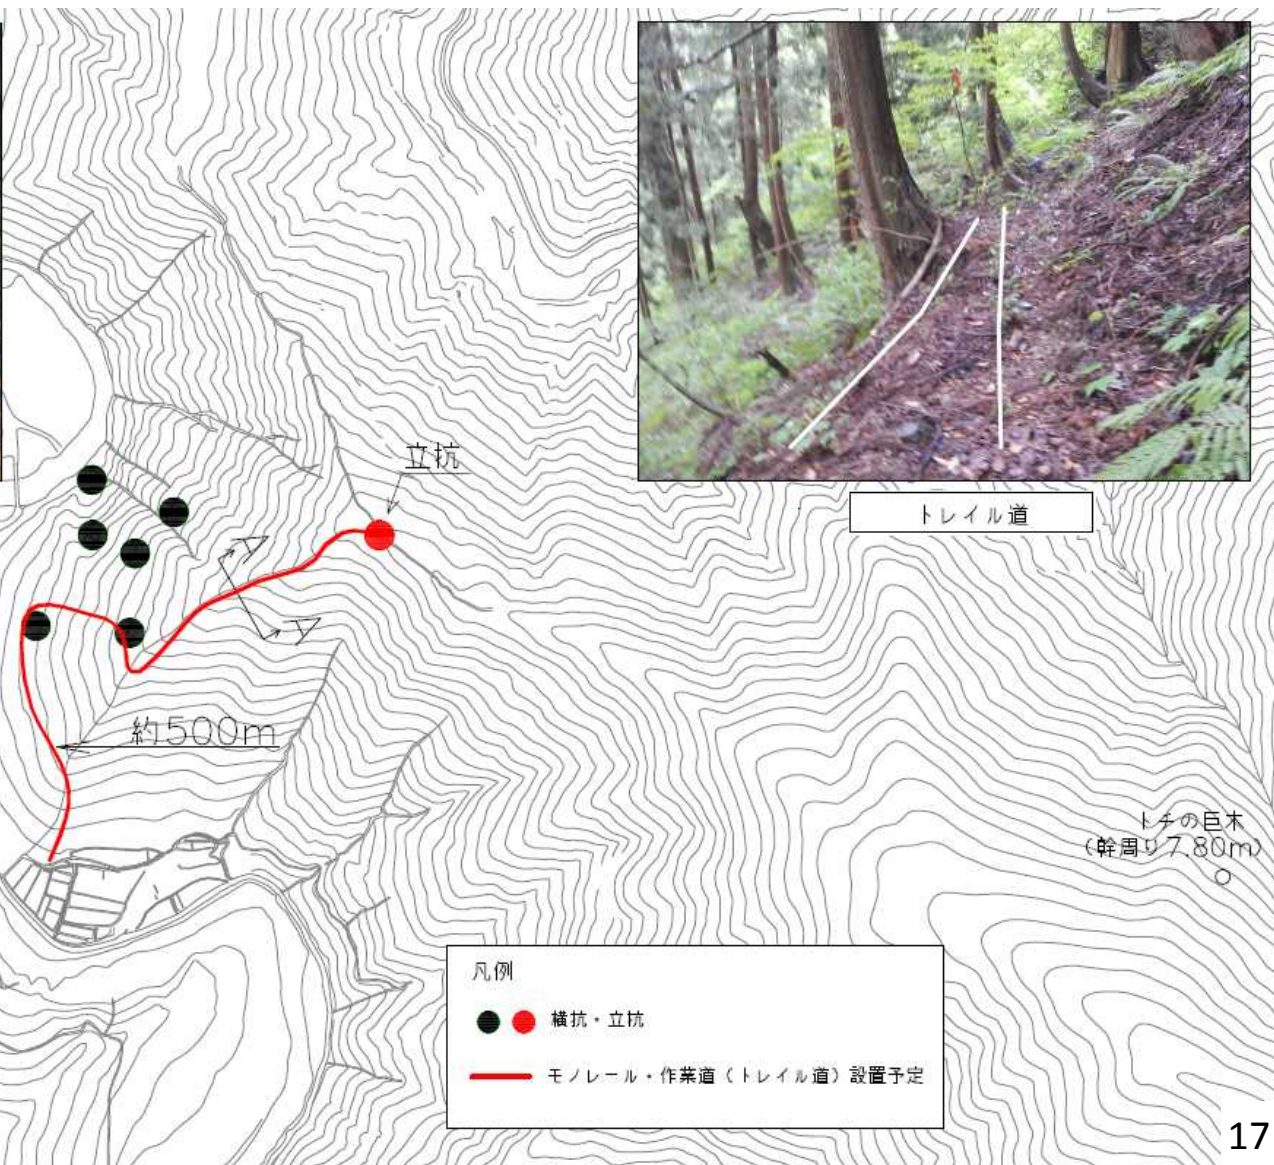 立抗
トレイル道
A
A
約500m
トチの巨木
(幹周り7.80m)
凡例
横抗・立抗
モノレール・作業道(トレイル道)設置予定
17